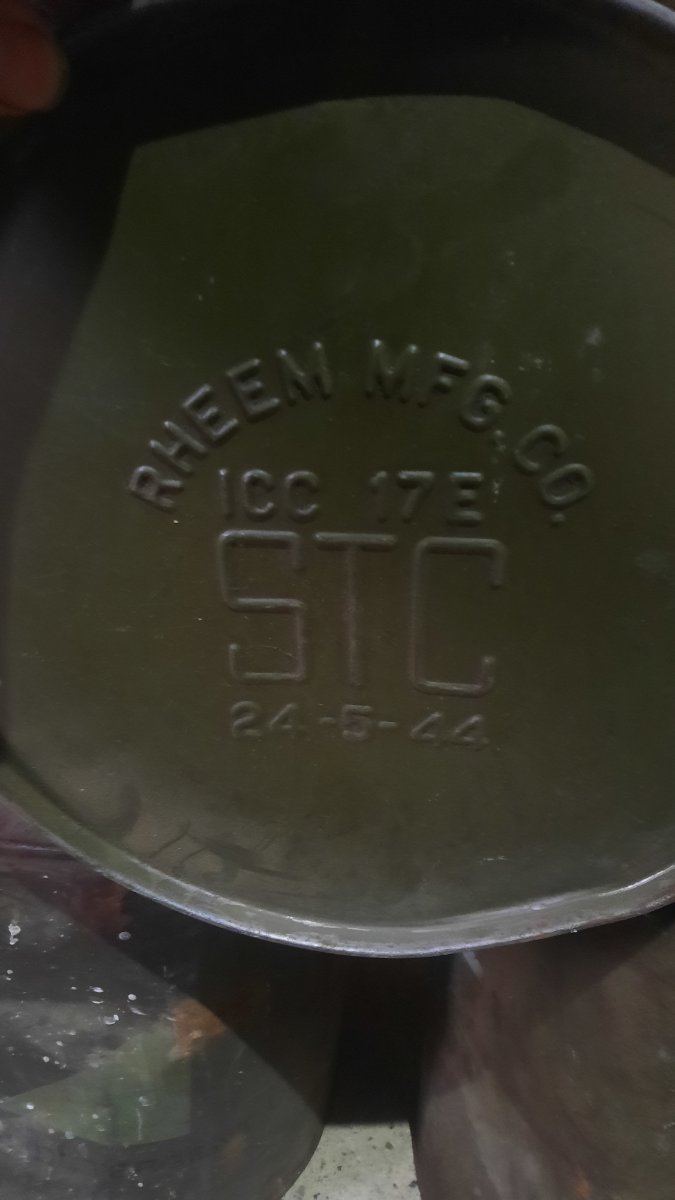 RHEEM MFG. CO.
ICC 17E
STC
24-5-44